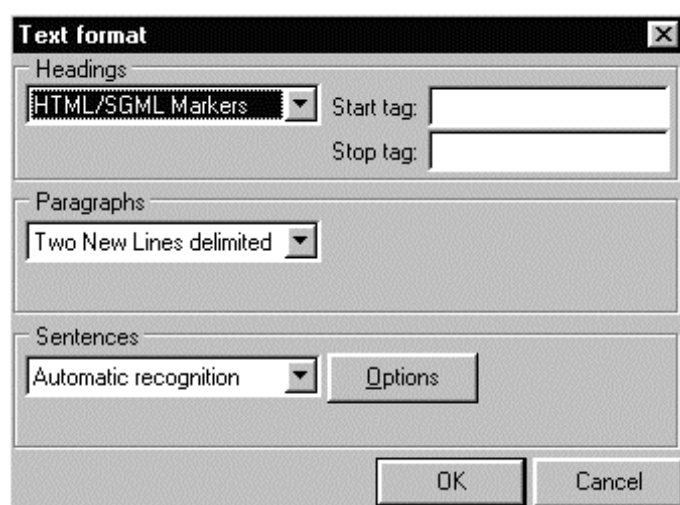 Text format
Headings
HTML/SGML Markers
Start tag:
Stop tag:
Paragraphs
Two New Lines delimited
Sentences
Automatic recognition
Options
OK
Cancel